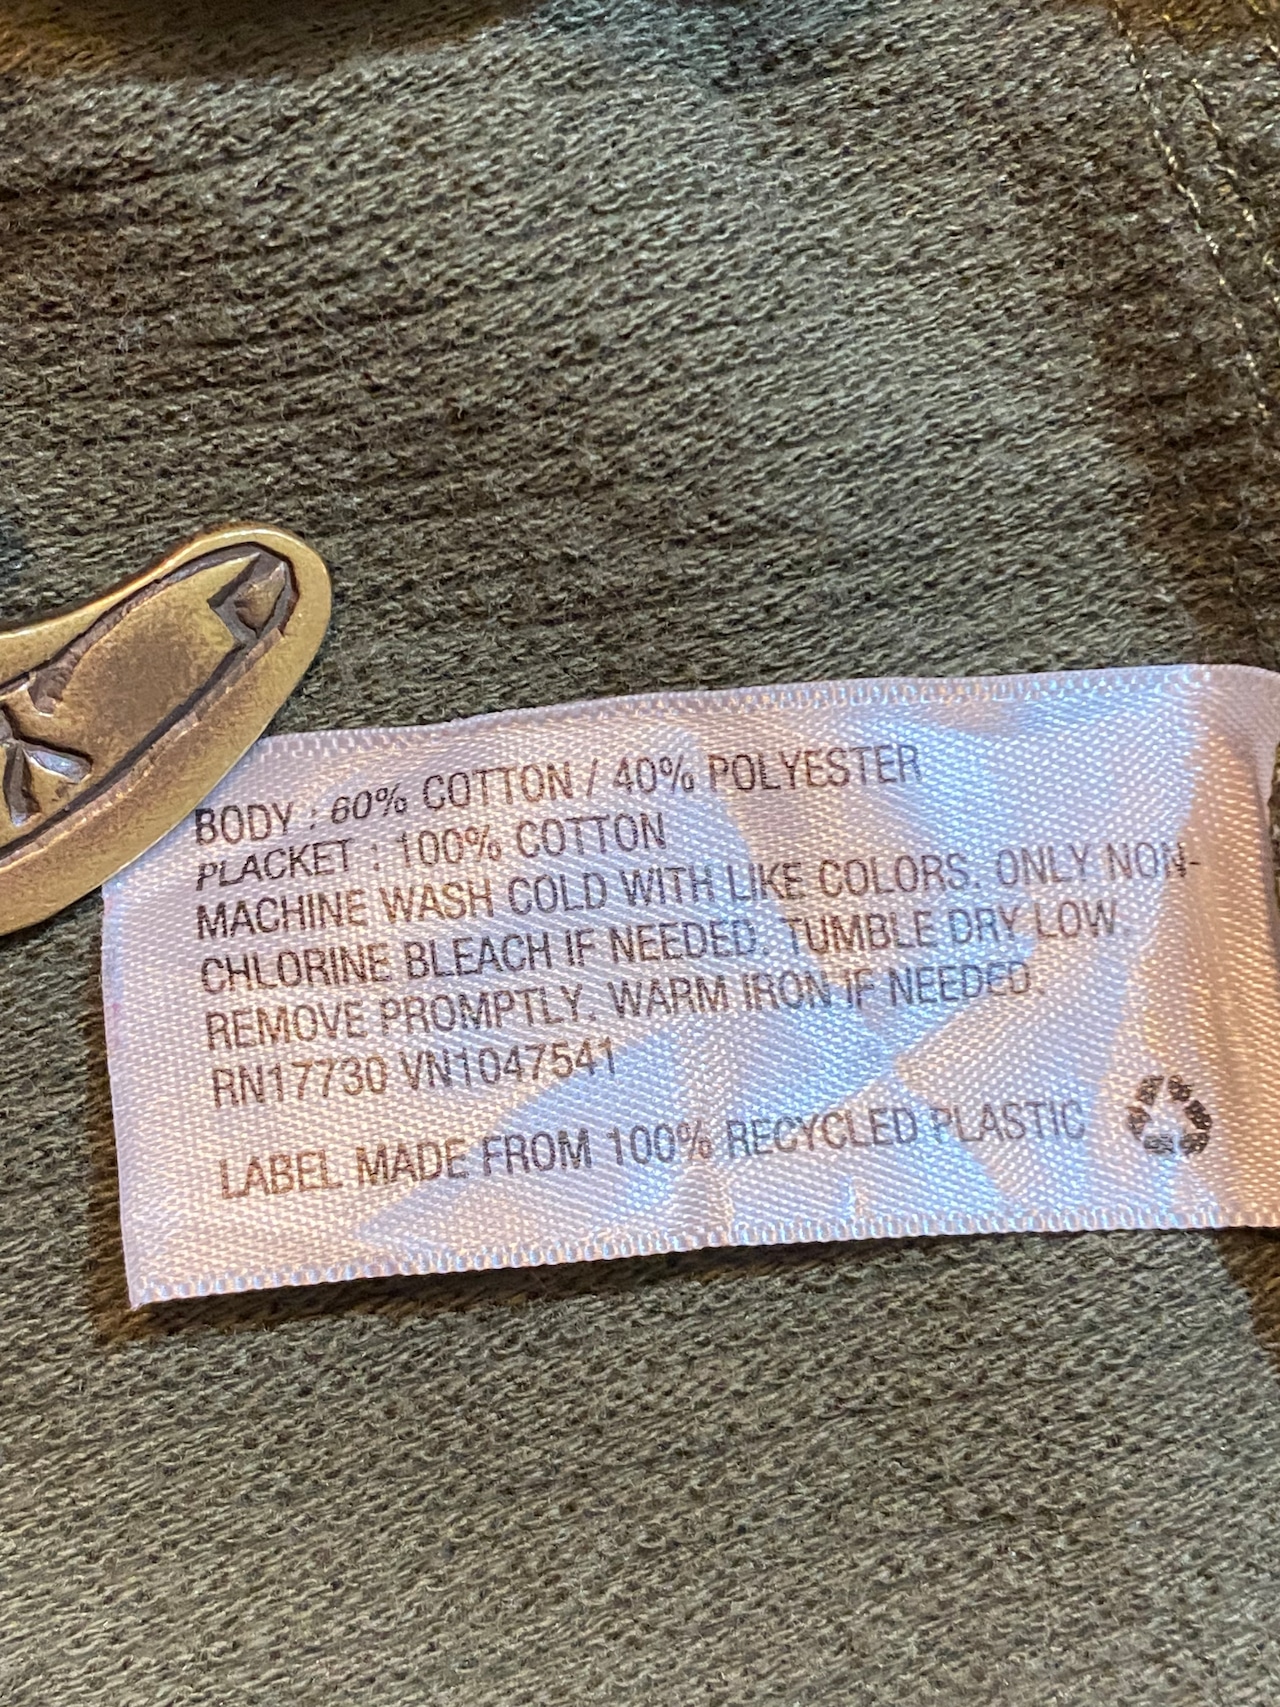 BODY : 60% COTTON / 40% POLYESTER
PLACKET : 100% COTTON
MACHINE WASH COLD WITH LIKE COLORS. ONLY NON-
CHLORINE BLEACH IF NEEDED. TUMBLE DRY LOW.
REMOVE PROMPTLY. WARM IRON IF NEEDED.
RN17730 VN1047541
LABEL MADE FROM 100% RECYCLED PLASTIC